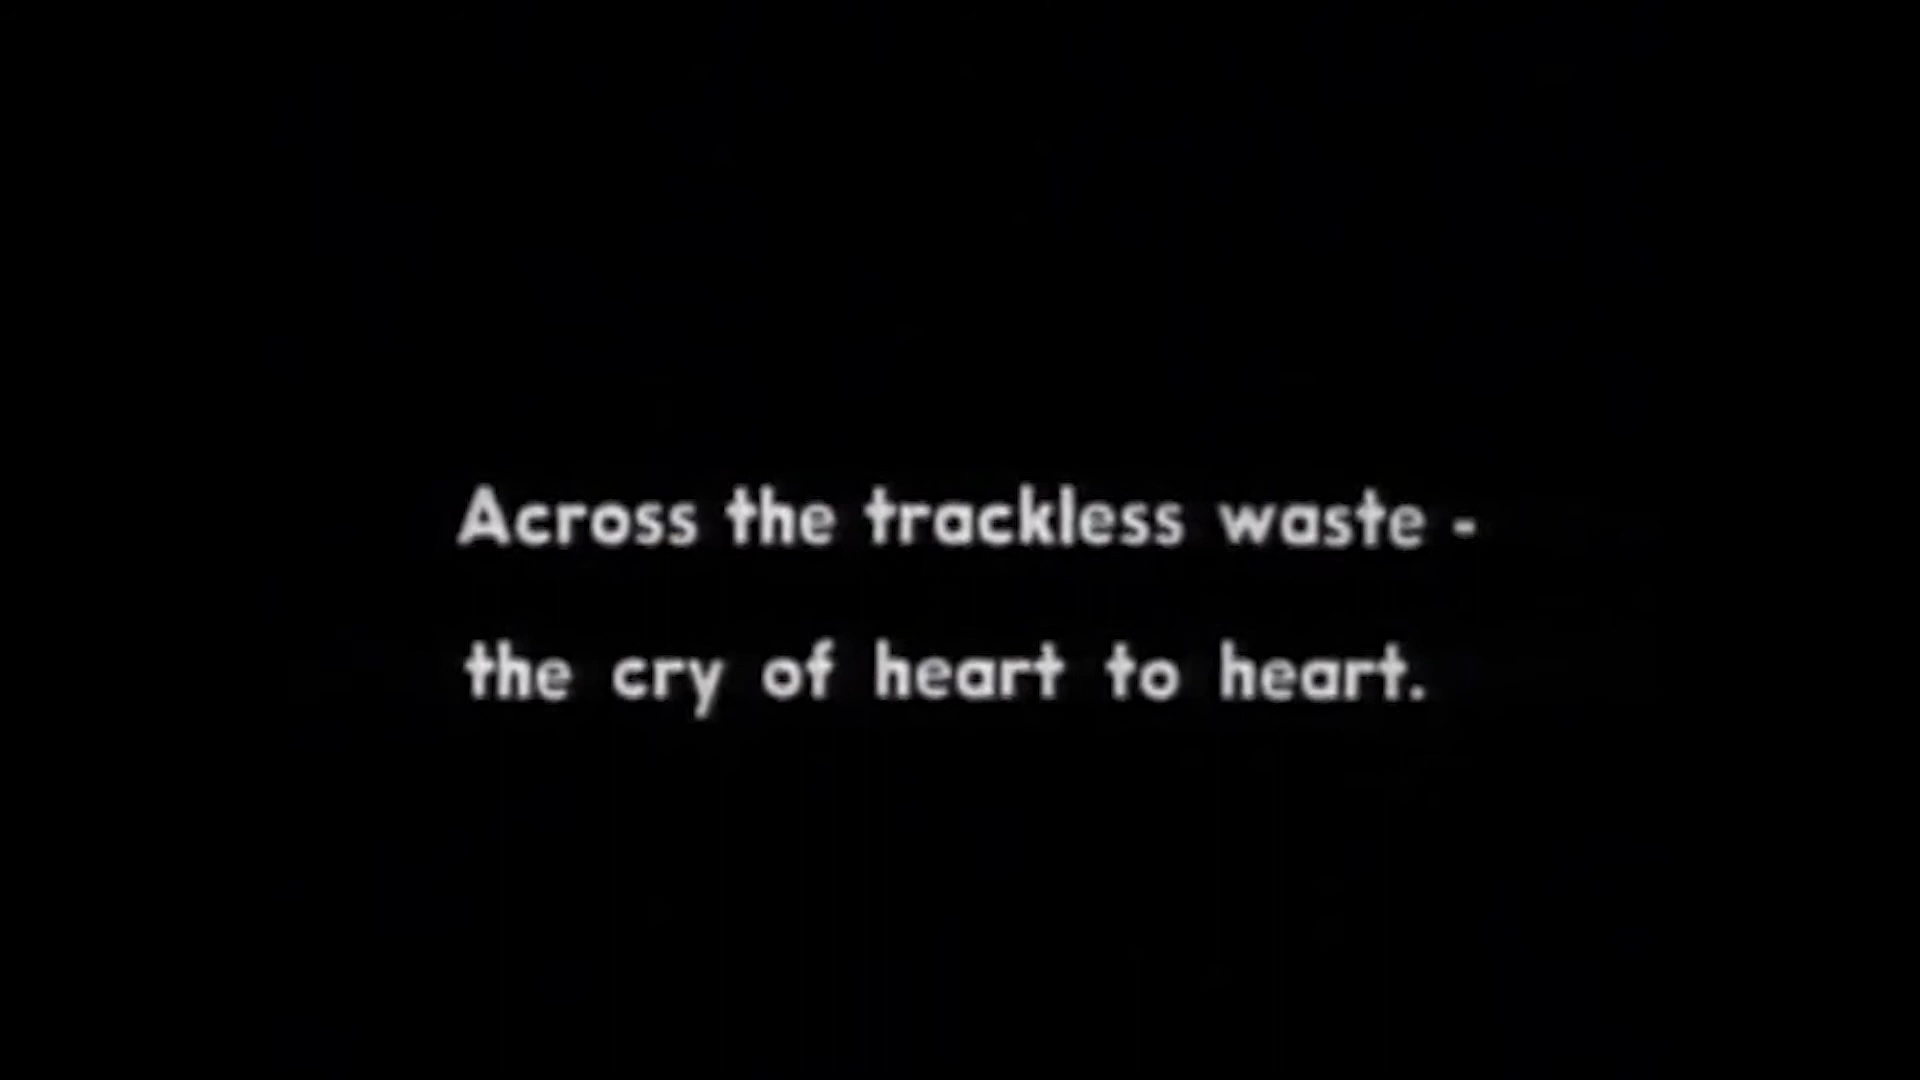 Across the trackless waste -
the cry of heart to heart.